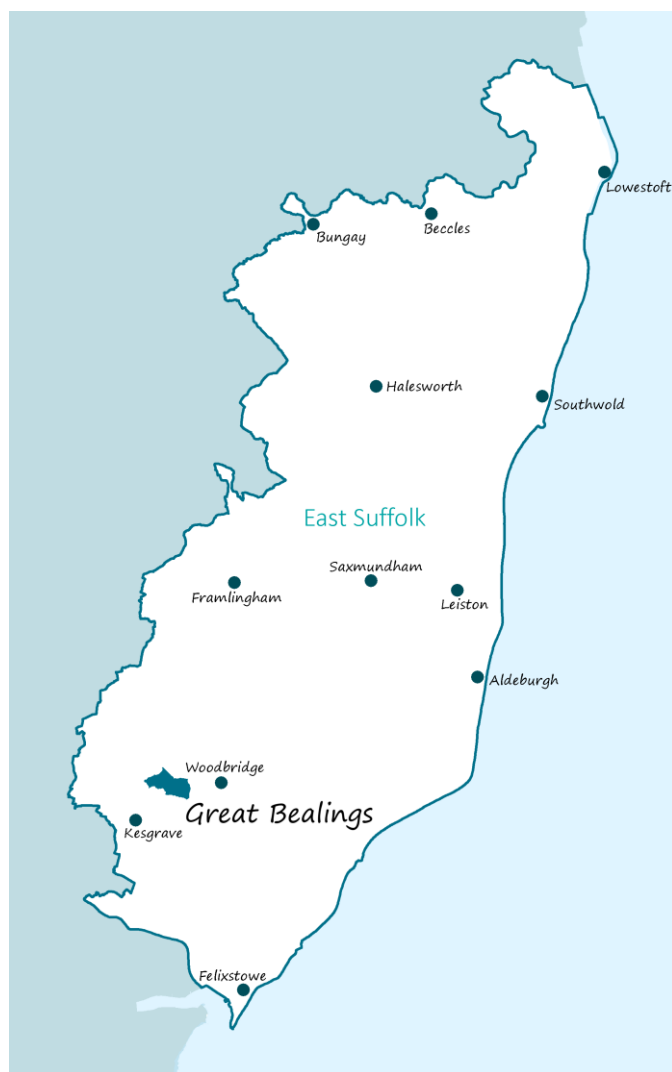 Lowestoft
Beccles
Bungay
Halesworth
Southwold
East Suffolk
Saxmundham
Framlingham
Leiston
Aldeburgh
Woodbridge
Great Bealings
Kesgrave
Felixstowe